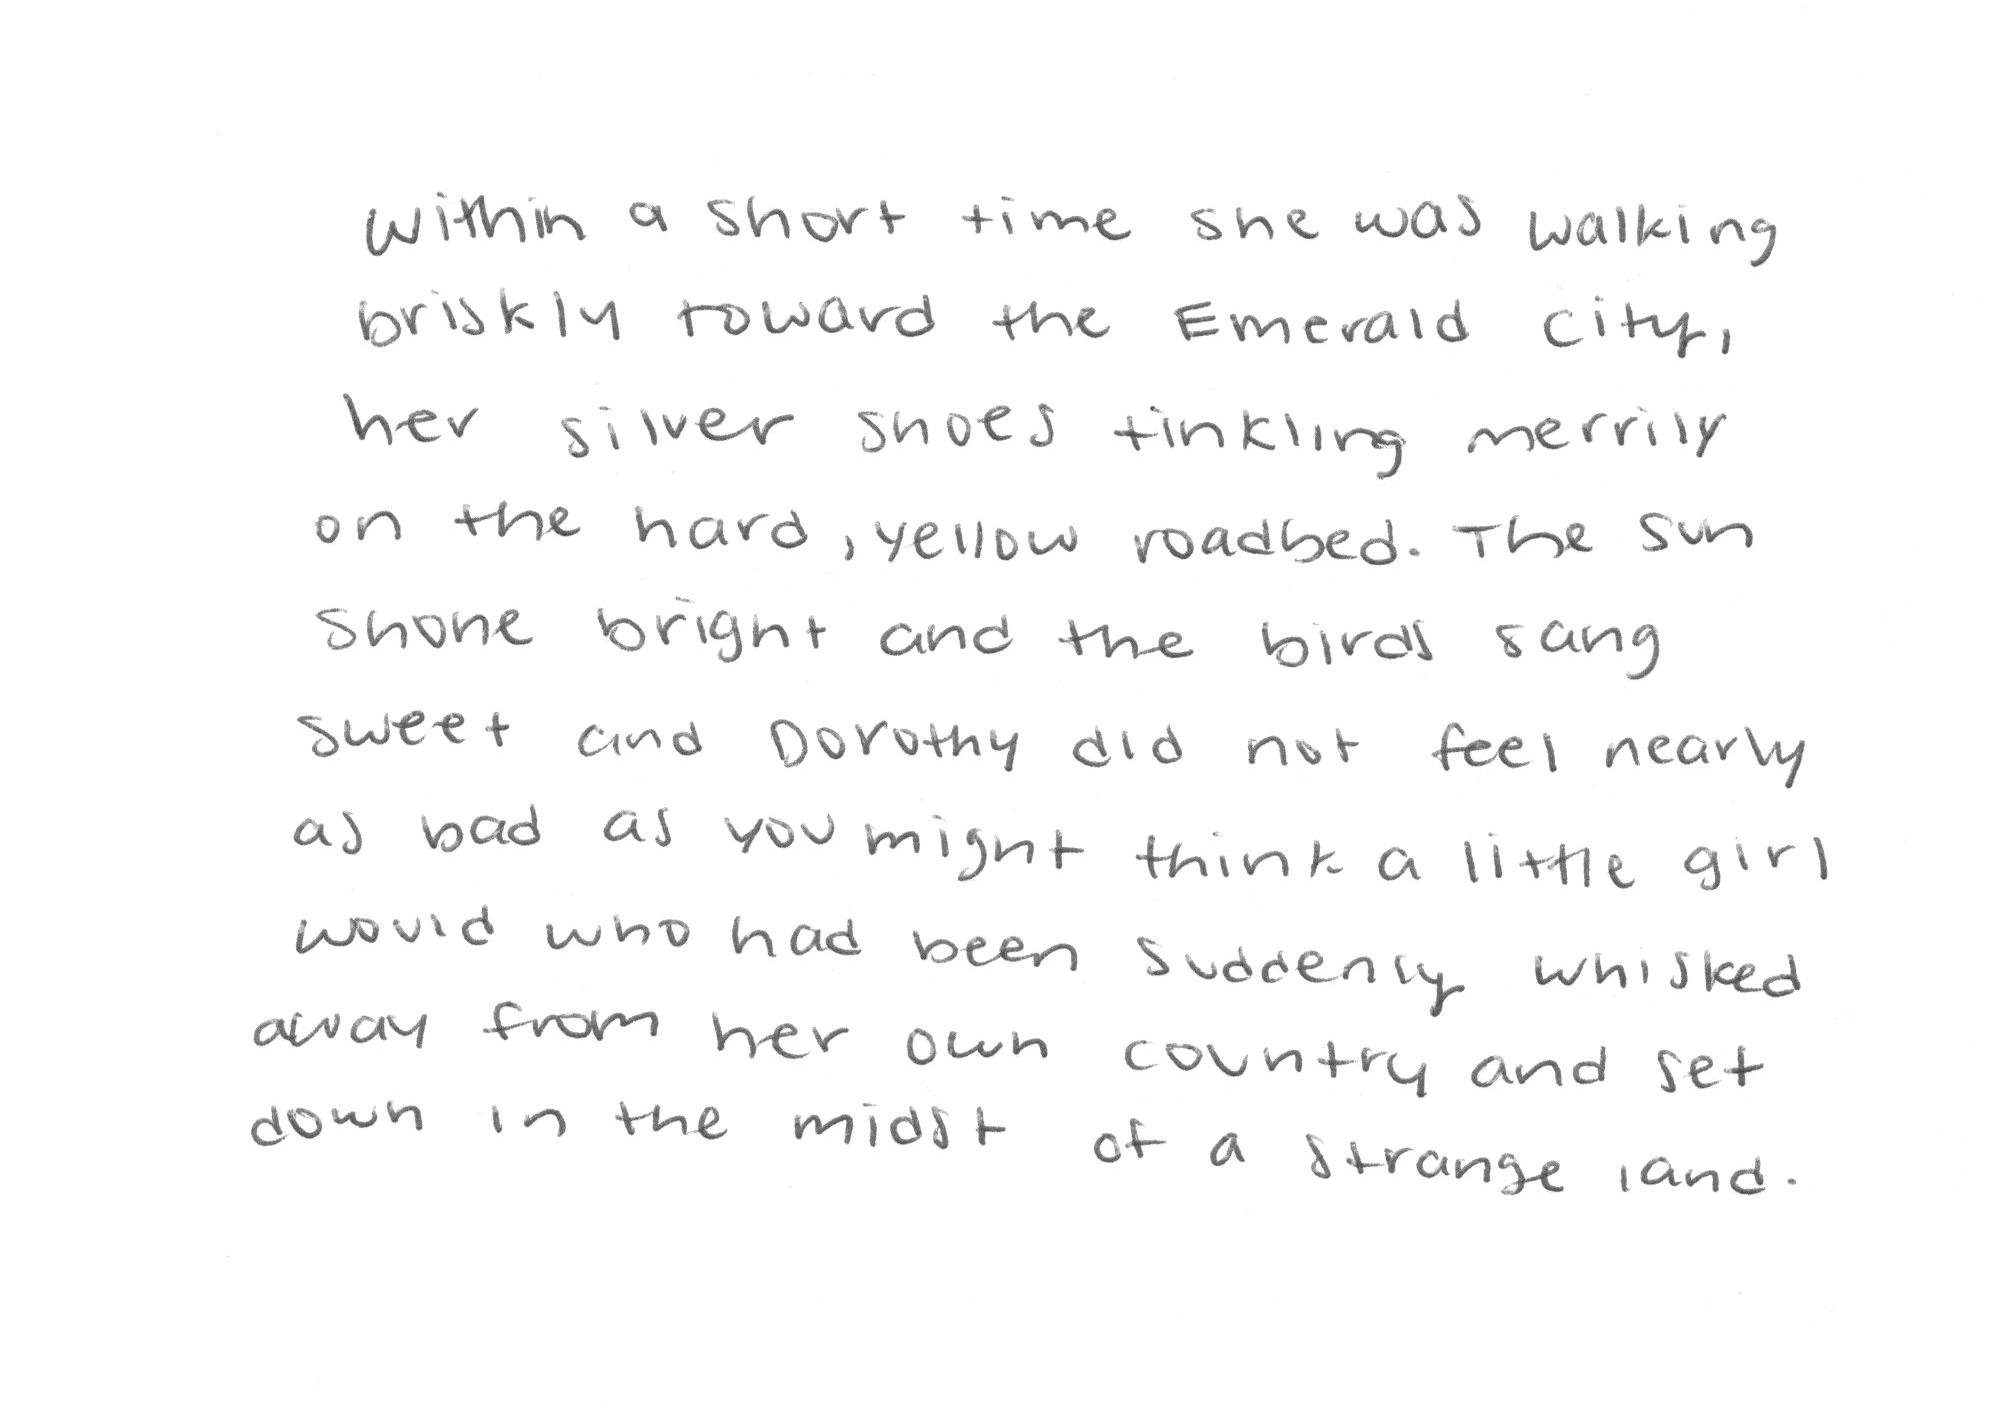 Within a short time she was walking
briskly toward the Emerald City,
her silver shoes tinkling merrily
on the hard, yellow roadbed. The sun
shone bright and the birds sang
sweet and Dorothy did not feel nearly
as bad as you might think a little girl
would who had been suddenly whisked
away from her own country and set
down in the midst of a strange land.